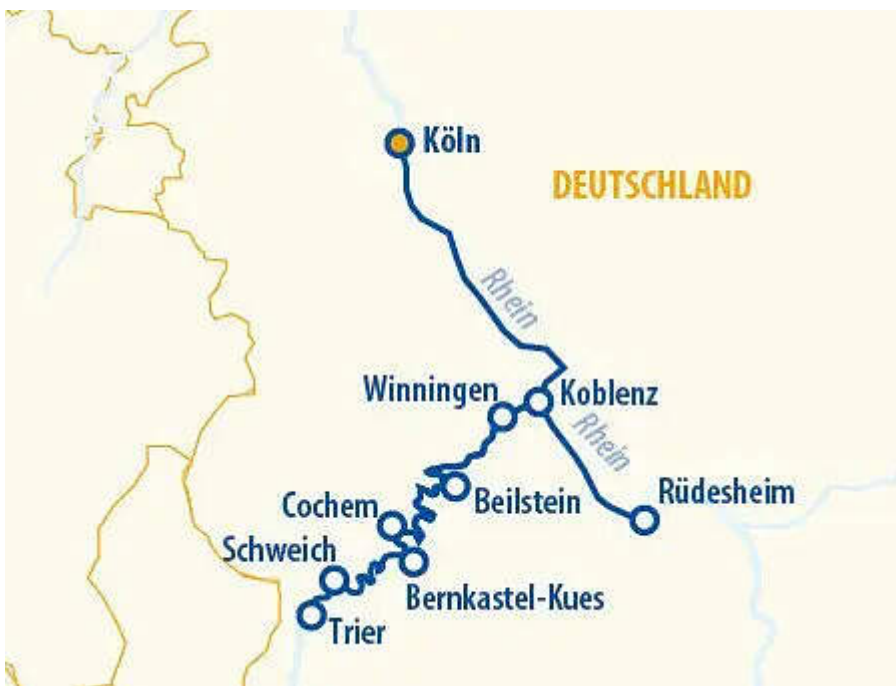 Köln
DEUTSCHLAND
Rhein
Winningen
Koblenz
Rhein
Rüdesheim
Beilstein
Cochem
Schweich
Bernkastel-Kues
Trier